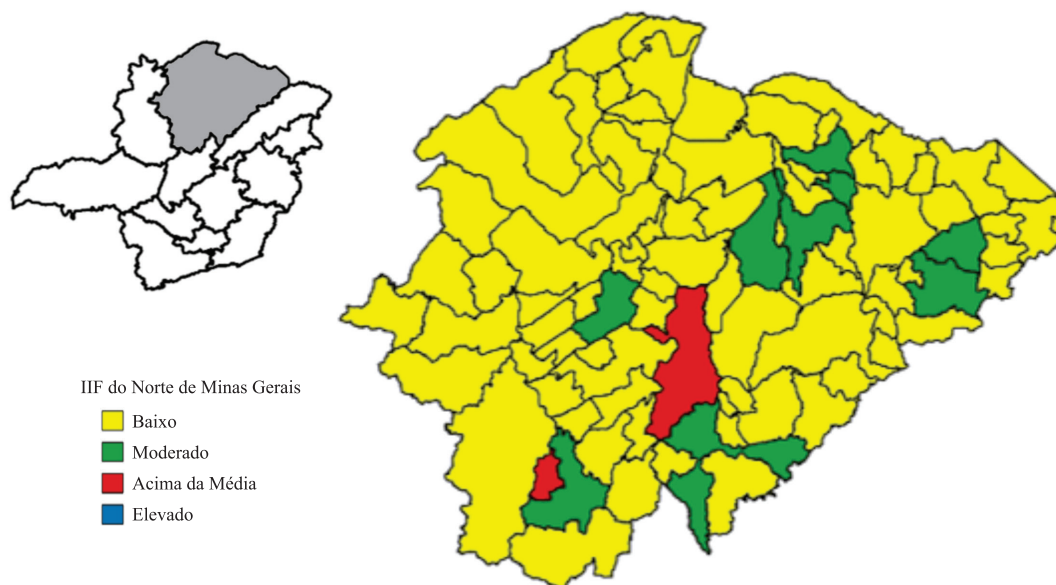 IIF do Norte de Minas Gerais
Baixo
Moderado
Acima da Média
Elevado